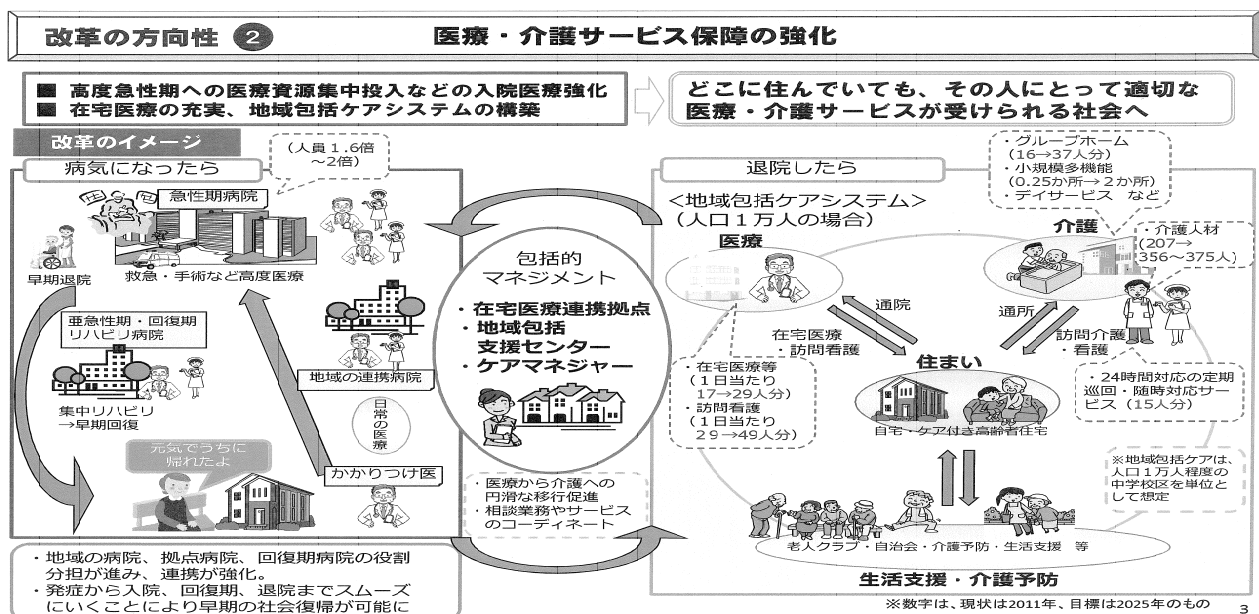 改革の方向性 ②
医療・介護サービス保障の強化
■ 高度急性期への医療資源集中投入などの入院医療強化
■ 在宅医療の充実、地域包括ケアシステムの構築
どこに住んでいても、その人にとって適切な
医療・介護サービスが受けられる社会へ
改革のイメージ
病気になったら
(人員1.6倍
～2倍)
急性期病院
早期退院
救急・手術など高度医療
亜急性期・回復期
リハビリ病院
集中リハビリ
→早期回復
地域の連携病院
日常の医療
元気でうちに
帰れたよ
かかりつけ医
・地域の病院、拠点病院、回復期病院の役割
分担が進み、連携が強化。
・発症から入院、回復期、退院までスムーズ
にいくことにより早期の社会復帰が可能に
包括的
マネジメント
・在宅医療連携拠点
・地域包括
支援センター
・ケアマネジャー
・医療から介護への
円滑な移行促進
・相談業務やサービス
のコーディネート
退院したら
＜地域包括ケアシステム＞
(人口１万人の場合)
医療
・グループホーム
(16→37人分)
・小規模多機能
(0.25か所→２か所)
・デイサービス など
介護
・介護人材
(207→
356～375人)
通院
在宅医療
・訪問看護
通所
訪問介護
・看護
・在宅医療等
(１日当たり
17→29人分)
・訪問看護
(１日当たり
29→49人分)
住まい
自宅・ケア付き高齢者住宅
・24時間対応の定期
巡回・随時対応サー
ビス（15人分）
※地域包括ケアは、
人口１万人程度の
中学校区を単位と
して想定
老人クラブ・自治会・介護予防・生活支援 等
生活支援・介護予防
※数字は、現状は2011年、目標は2025年のもの
3